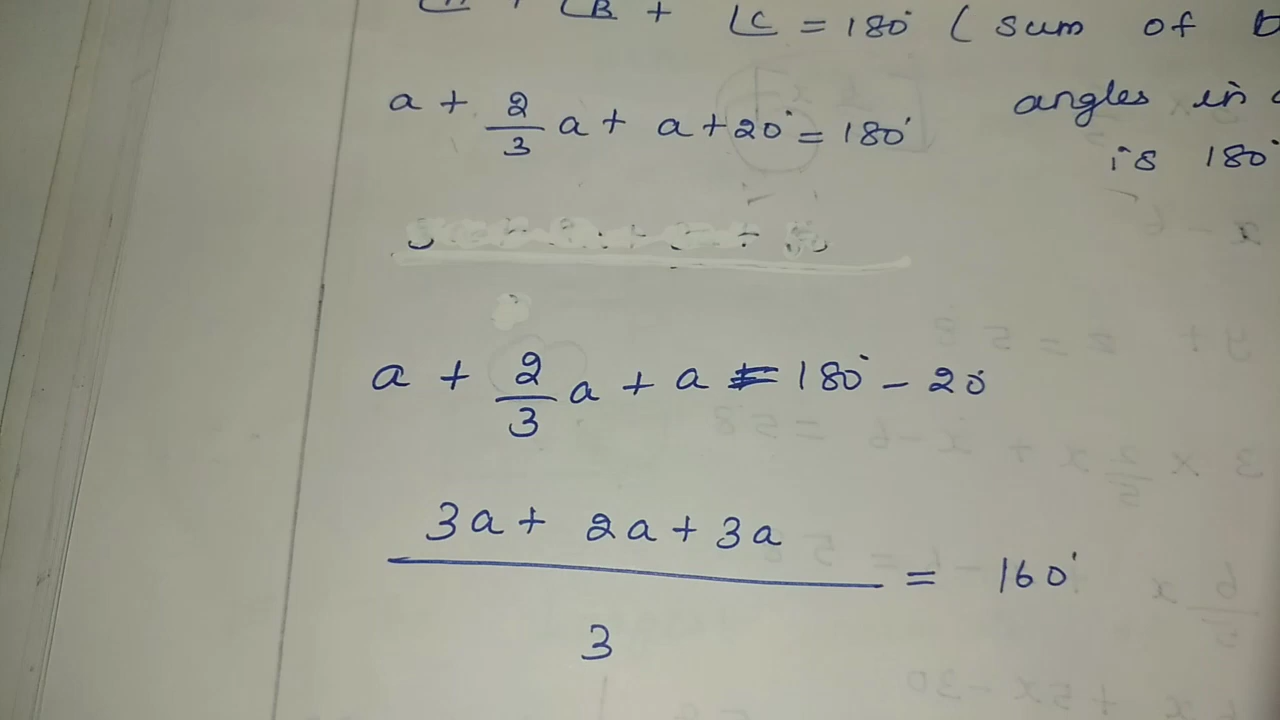 ∠B + ∠C = 180° ( sum of
a + 2/3 a + a + 20° = 180°
angles in
is 180°
a + 2/3 a + a = 180° - 20°
3a + 2a + 3a / 3 = 160°